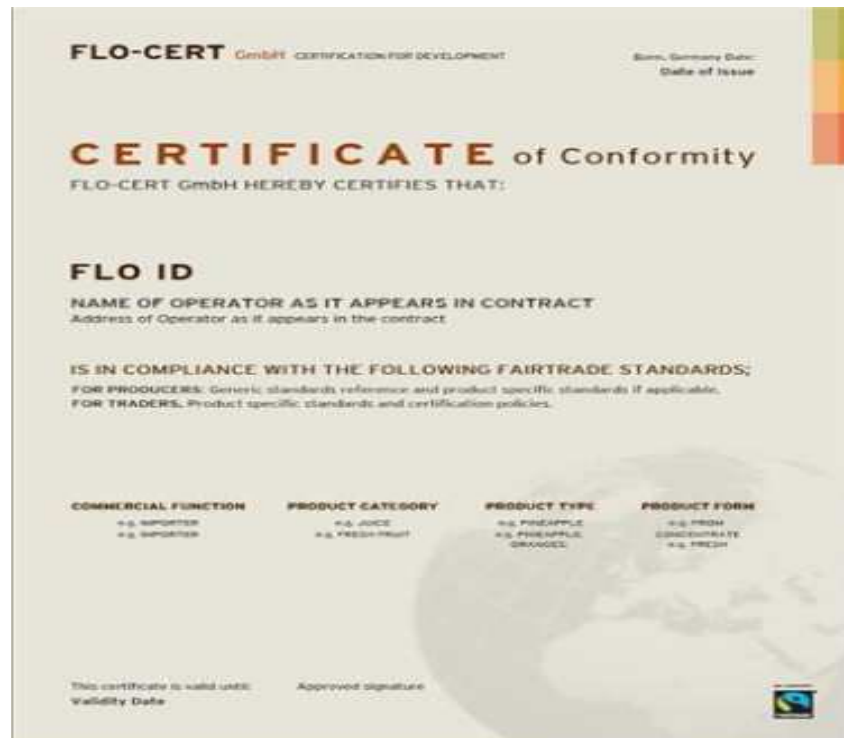 FLO-CERT GmbH CERTIFICATION FOR DEVELOPMENT
Bonn, Germany Date:
Date of Issue
CERTIFICATE of Conformity
FLO-CERT GmbH HEREBY CERTIFIES THAT:
FLO ID
NAME OF OPERATOR AS IT APPEARS IN CONTRACT
Address of Operator as it appears in the contract
IS IN COMPLIANCE WITH THE FOLLOWING FAIRTRADE STANDARDS;
FOR PRODUCERS: Generic standards reference and product specific standards if applicable.
FOR TRADERS, Product specific standards and certification policies.
COMMERCIAL FUNCTION PRODUCT CATEGORY PRODUCT TYPE PRODUCT FORM
e.g. IMPORTER e.g. JUICE e.g. PINEAPPLE e.g. FROM
e.g. IMPORTER e.g. FRESH FRUIT e.g. PINEAPPLE, CONCENTRATE
ORANGES; e.g. FRESH
This certificate is valid until: Approved signature
Validity Date